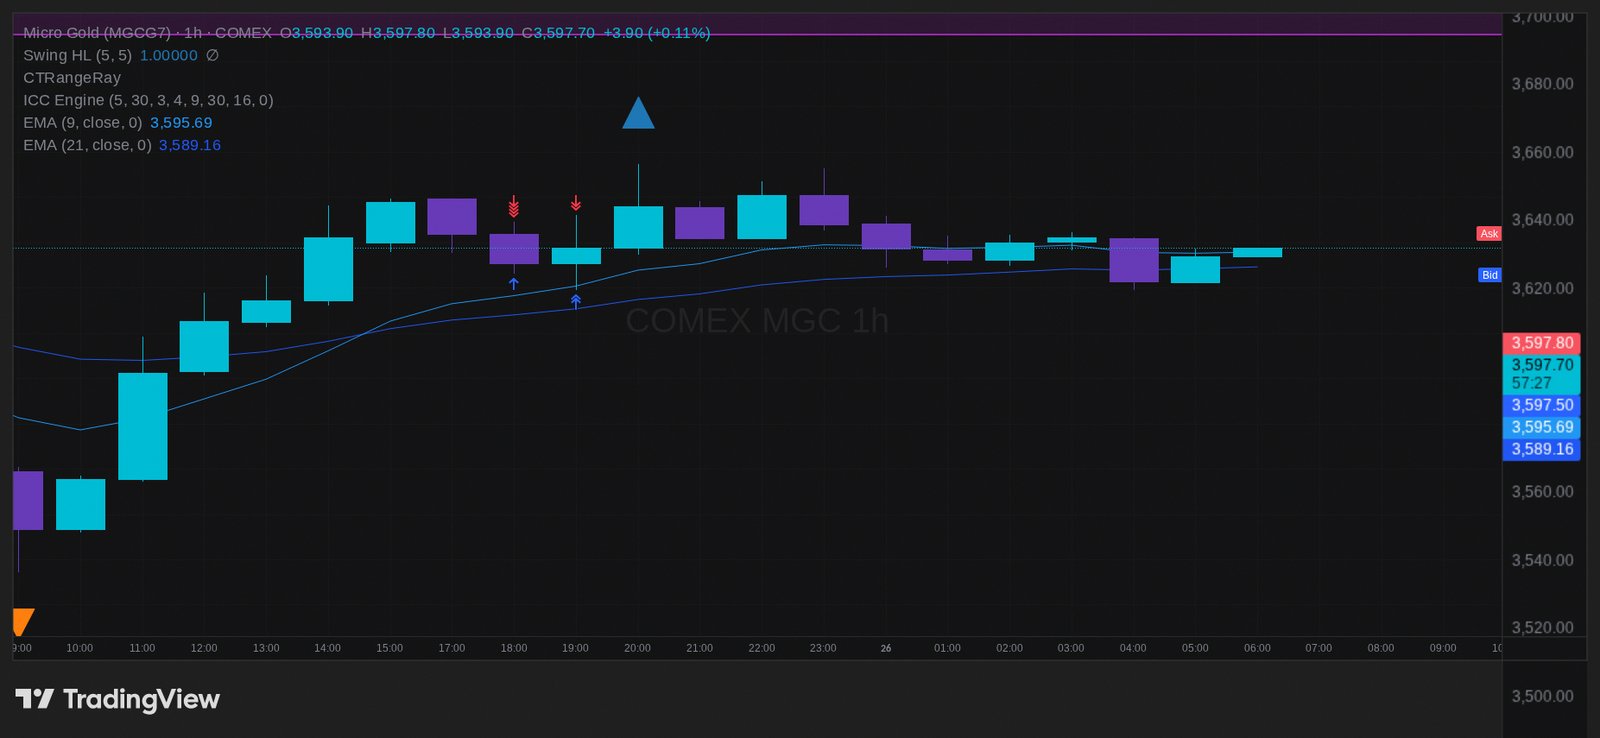 Micro Gold (MGCG7) · 1h · COMEX O3,593.90 H3,597.80 L3,593.90 C3,597.70 +3.90 (+0.11%)
Swing HL (5, 5) 1.00000 ∅
CTRangeRay
ICC Engine (5, 30, 3, 4, 9, 30, 16, 0)
EMA (9, close, 0) 3,595.69
EMA (21, close, 0) 3,589.16
COMEX MGC 1h
3,700.00
3,680.00
3,660.00
3,640.00
Ask
Bid
3,620.00
3,597.80
3,597.70
57:27
3,597.50
3,595.69
3,589.16
3,560.00
3,540.00
3,520.00
3,500.00
9:00 10:00 11:00 12:00 13:00 14:00 15:00 17:00 18:00 19:00 20:00 21:00 22:00 23:00 26 01:00 02:00 03:00 04:00 05:00 06:00 07:00 08:00 09:00 10
TradingView